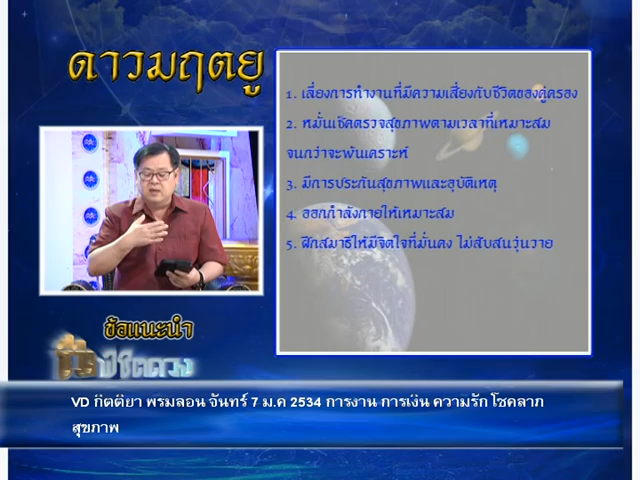 ดาวมฤตยู
1. เลี่ยงการทำงานที่มีความเสี่ยงกับชีวิตของคู่ครอง
2. หมั่นเช็คตรวจสุขภาพตามเวลาที่เหมาะสม
จนกว่าจะพ้นเคราะห์
3. มีการประกันสุขภาพและอุบัติเหตุ
4. ออกกำลังกายให้เหมาะสม
5. ฝึกสมาธิให้มีจิตใจที่มั่นคง ไม่สับสนวุ่นวาย
ข้อแนะนำ
VD กิตติยา พรมลอน จันทร์ 7 ม.ค 2534 การงาน การเงิน ความรัก โชคลาภ
สุขภาพ